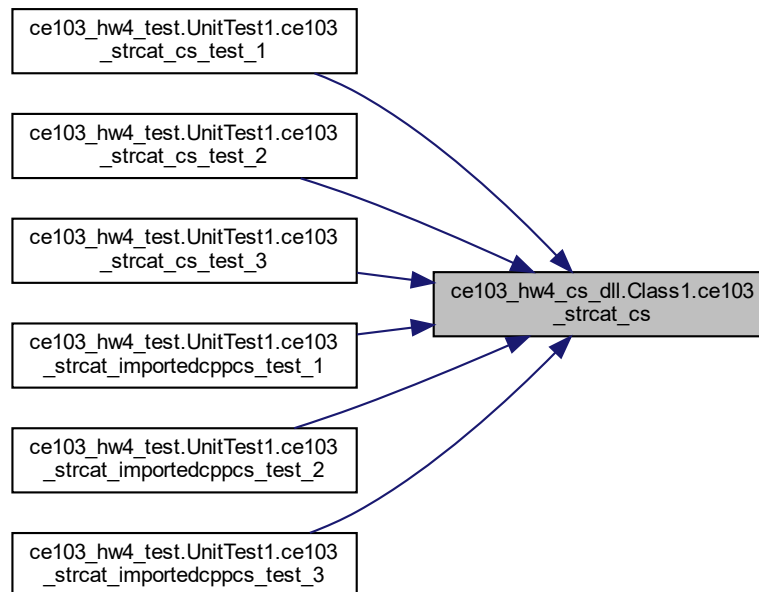 ce103_hw4_test.UnitTest1.ce103
_strcat_cs_test_1
ce103_hw4_test.UnitTest1.ce103
_strcat_cs_test_2
ce103_hw4_test.UnitTest1.ce103
_strcat_cs_test_3
ce103_hw4_cs_dll.Class1.ce103
_strcat_cs
ce103_hw4_test.UnitTest1.ce103
_strcat_importedcppcs_test_1
ce103_hw4_test.UnitTest1.ce103
_strcat_importedcppcs_test_2
ce103_hw4_test.UnitTest1.ce103
_strcat_importedcppcs_test_3